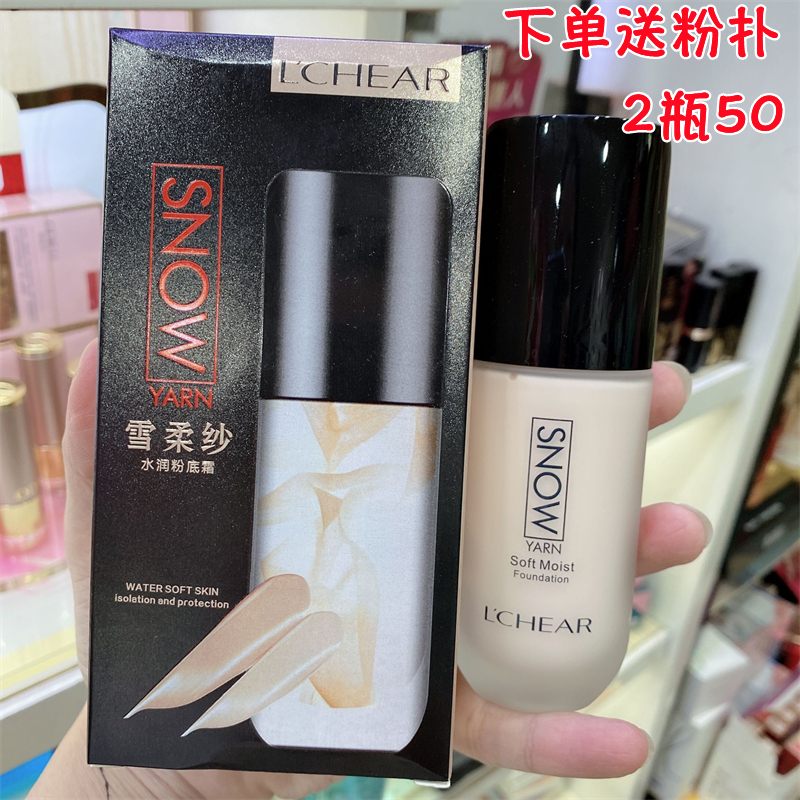 下单送粉扑
2瓶50
L'CHEAR
SNOW
YARN
雪柔纱
水润粉底霜
WATER SOFT SKIN
isolation and protection
SNOW
YARN
Soft Moist
Foundation
L'CHEAR